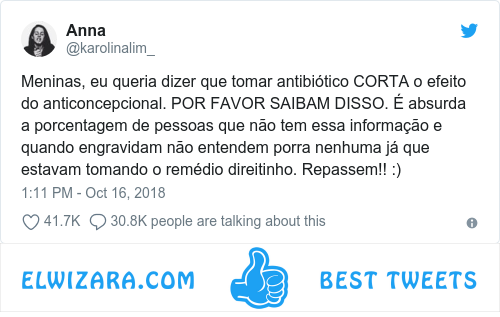 Anna
@karolinalim_
Meninas, eu queria dizer que tomar antibiótico CORTA o efeito
do anticoncepcional. POR FAVOR SAIBAM DISSO. É absurda
a porcentagem de pessoas que não tem essa informação e
quando engravidam não entendem porra nenhuma já que
estavam tomando o remédio direitinho. Repassem!! :)
1:11 PM - Oct 16, 2018
41.7K 30.8K people are talking about this
ELWIZARA.COM BEST TWEETS